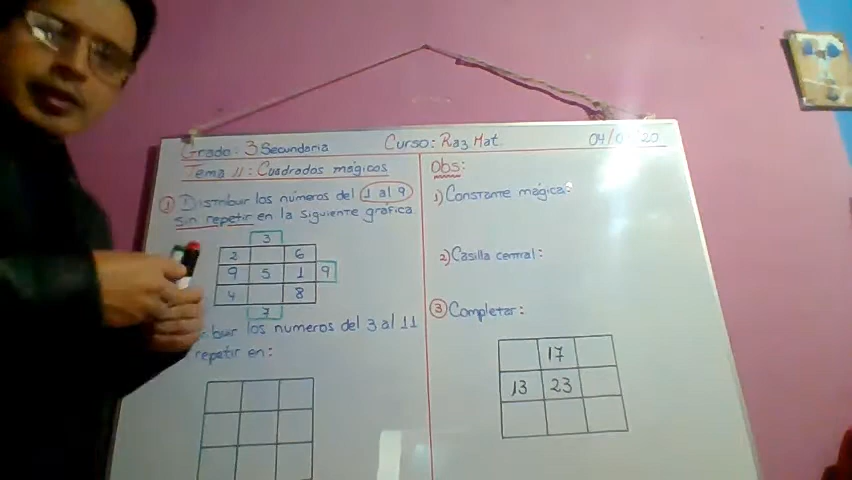 Grado: 3 Secundaria
Curso: Raz Mat.
Tema 11: Cuadrados mágicos
① Distribuir los números del 1 al 9
sin repetir en la siguiente gráfica
3
2 6
9 5 1 9
4 8
7
los numeros del 3 al 11
repetir en:
Obs:
1) Constante mágica:
2) Casilla central:
③ Completar:
17
13 23